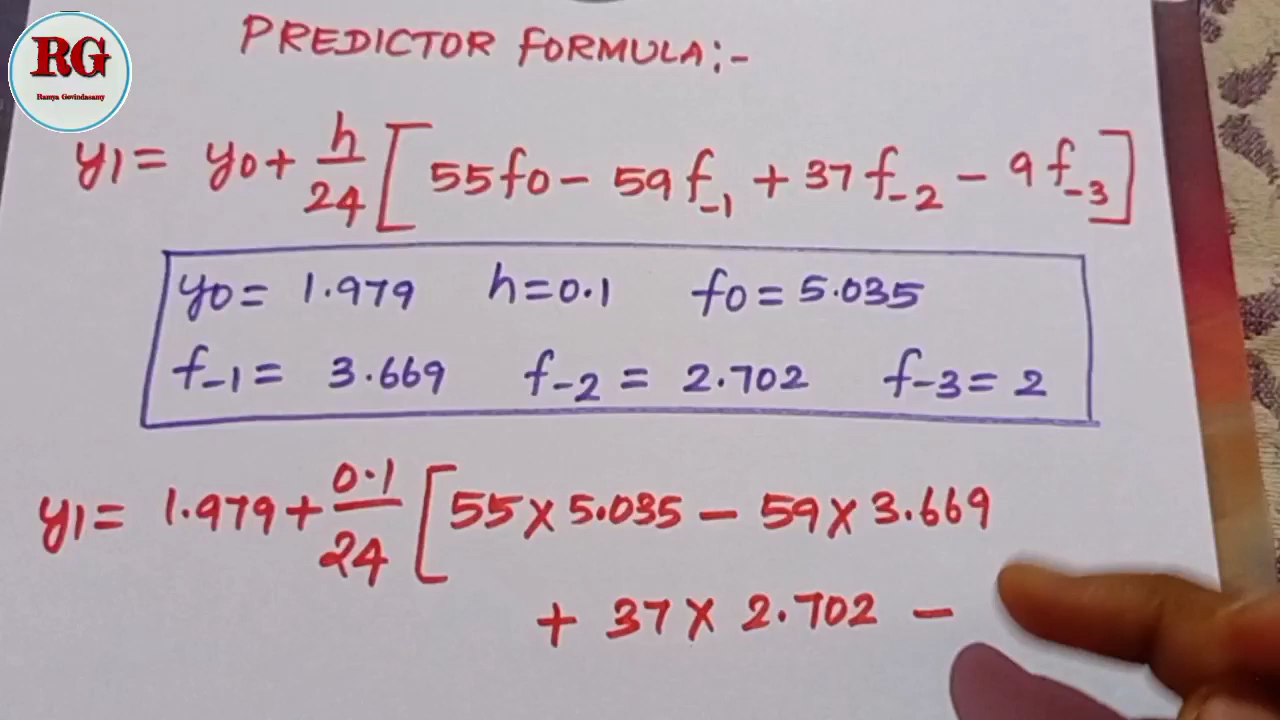 RG
Ramya Govindasamy
PREDICTOR FORMULA:-
y1 = y0 + h/24 [ 55f0 - 59f-1 + 37f-2 - 9f-3 ]
y0 = 1.979 h=0.1 f0 = 5.035
f-1 = 3.669 f-2 = 2.702 f-3 = 2
y1 = 1.979 + 0.1/24 [ 55 x 5.035 - 59 x 3.669
+ 37 x 2.702 -